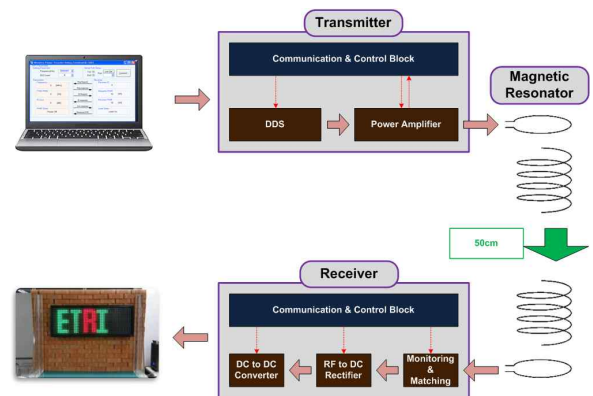 Transmitter
Communication & Control Block
DDS
Power Amplifier
Magnetic
Resonator
50cm
Receiver
Communication & Control Block
DC to DC
Converter
RF to DC
Rectifier
Monitoring
&
Matching
ETRI